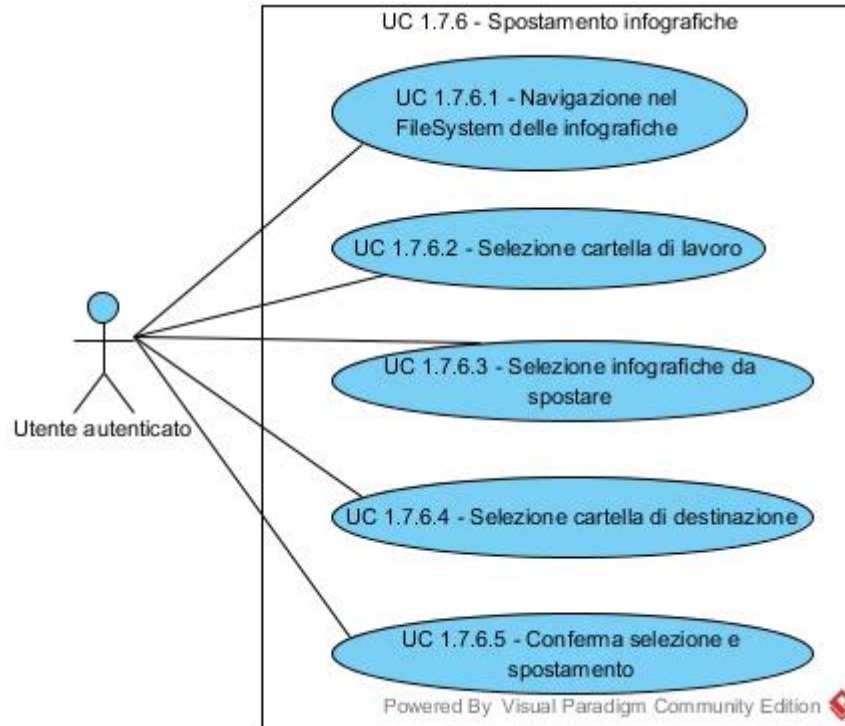 UC 1.7.6 - Spostamento infografiche
UC 1.7.6.1 - Navigazione nel
FileSystem delle infografiche
UC 1.7.6.2 - Selezione cartella di lavoro
UC 1.7.6.3 - Selezione infografiche da
spostare
Utente autenticato
UC 1.7.6.4 - Selezione cartella di destinazione
UC 1.7.6.5 - Conferma selezione e
spostamento
Powered By Visual Paradigm Community Edition